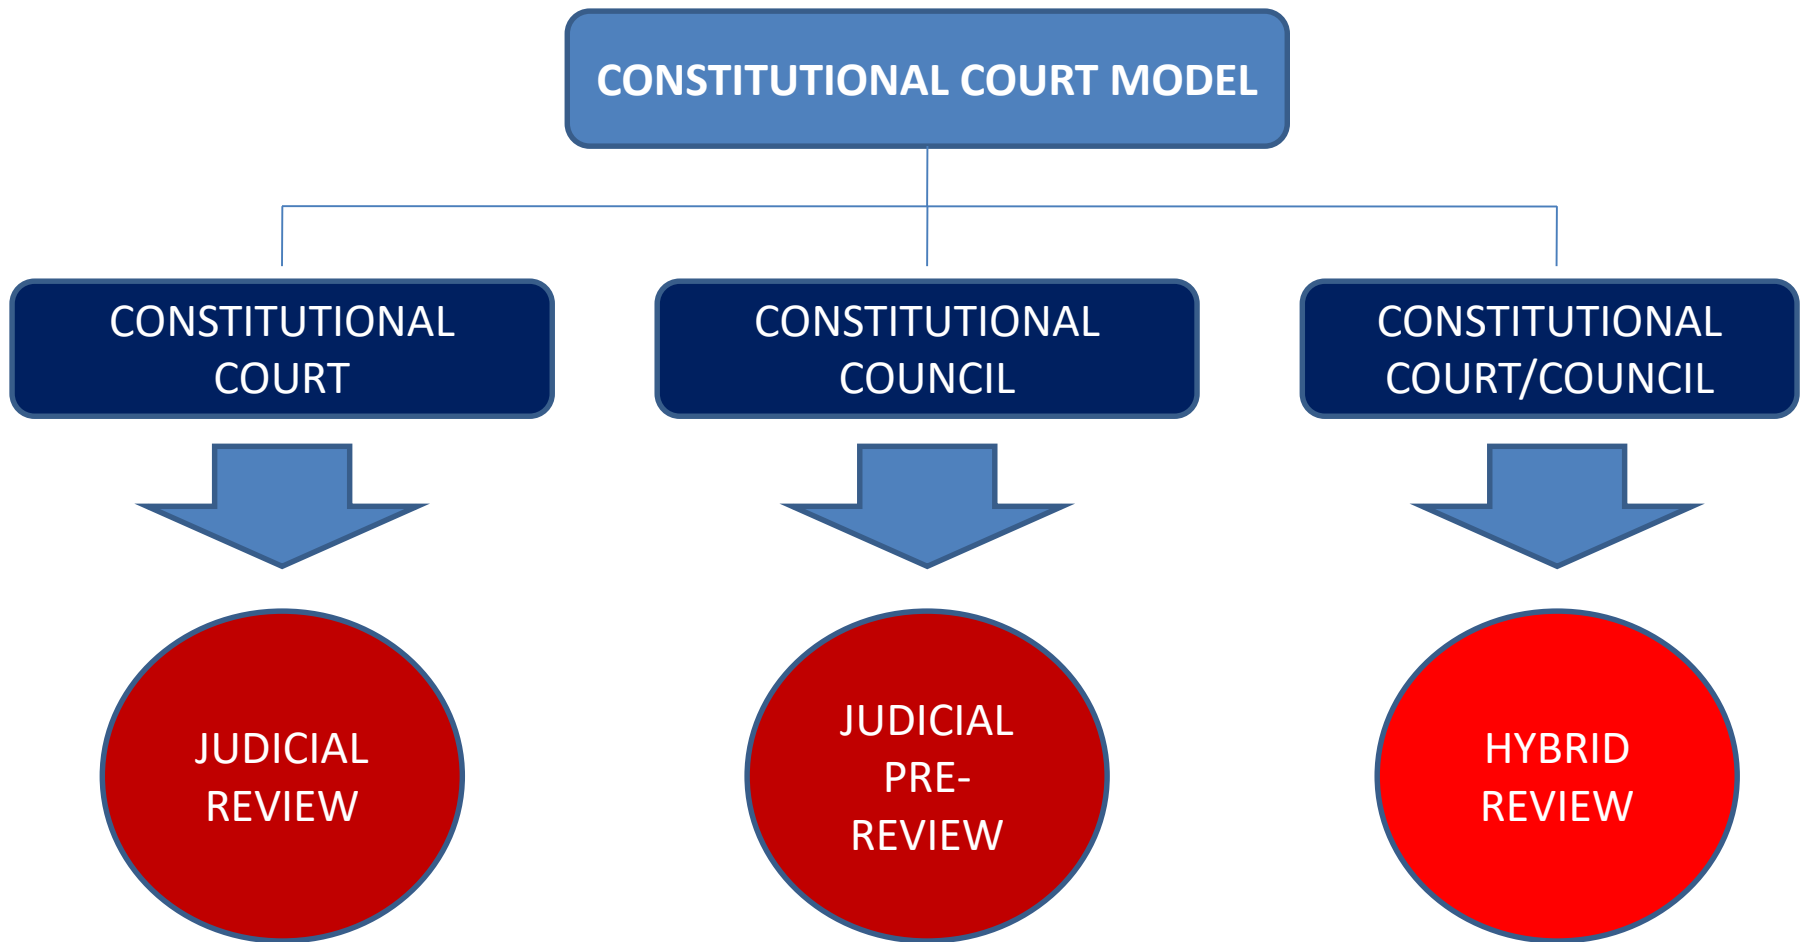 CONSTITUTIONAL COURT MODEL
CONSTITUTIONAL
COURT
CONSTITUTIONAL
COUNCIL
CONSTITUTIONAL
COURT/COUNCIL
JUDICIAL
REVIEW
JUDICIAL
PRE-
REVIEW
HYBRID
REVIEW